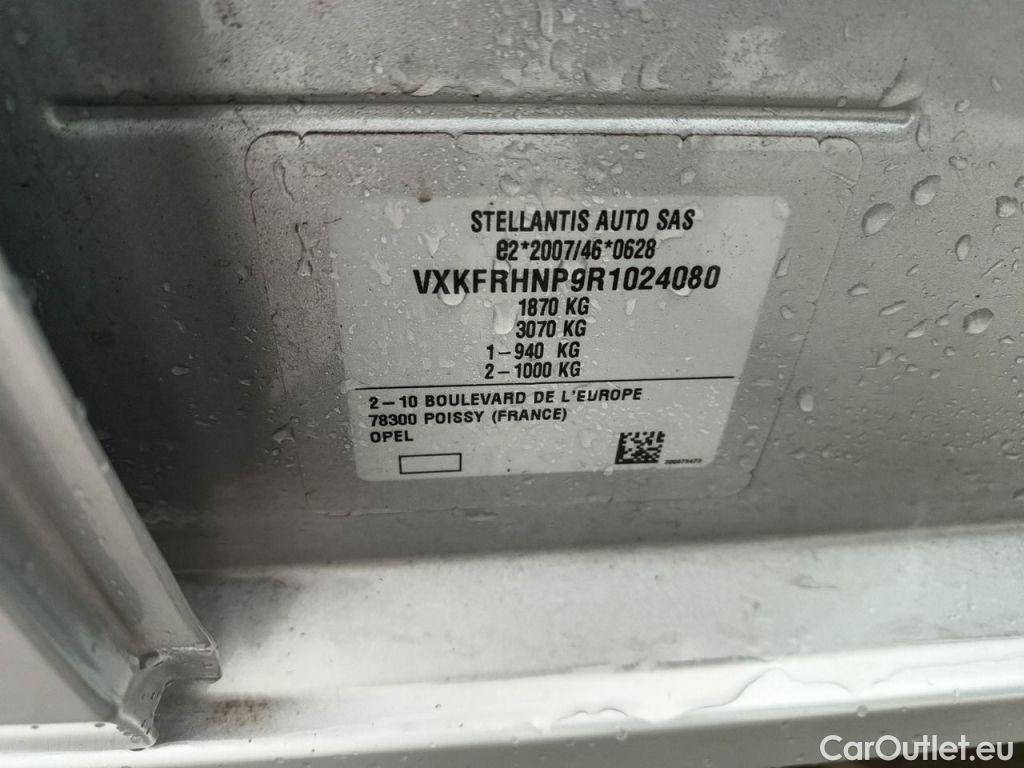 STELLANTIS AUTO SAS
e2*2007/46*0628
VXKFRHNP9R1024080
1870 KG
3070 KG
1-940 KG
2-1000 KG
2-10 BOULEVARD DE L'EUROPE
78300 POISSY (FRANCE)
OPEL
CarOutlet.eu